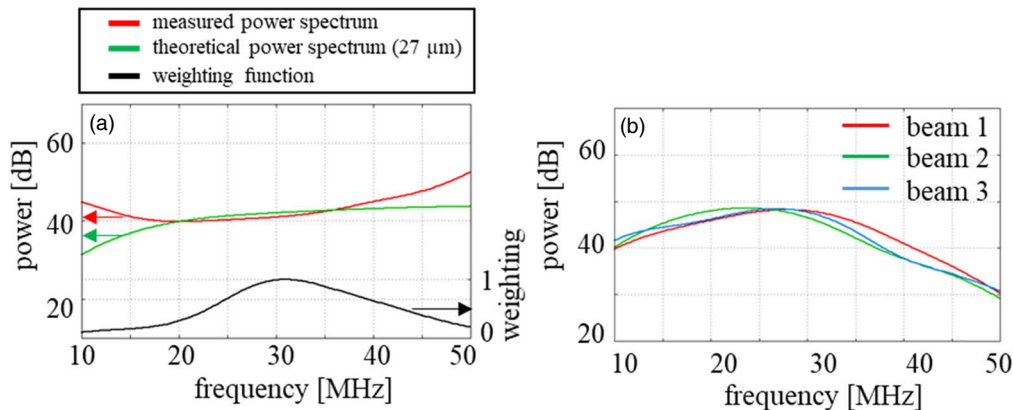 measured power spectrum
theoretical power spectrum (27 µm)
weighting function
(a)
power [dB]
60
40
20
1
0
weighting
10 20 30 40 50
frequency [MHz]
(b)
beam 1
beam 2
beam 3
power [dB]
60
40
20
10 20 30 40 50
frequency [MHz]